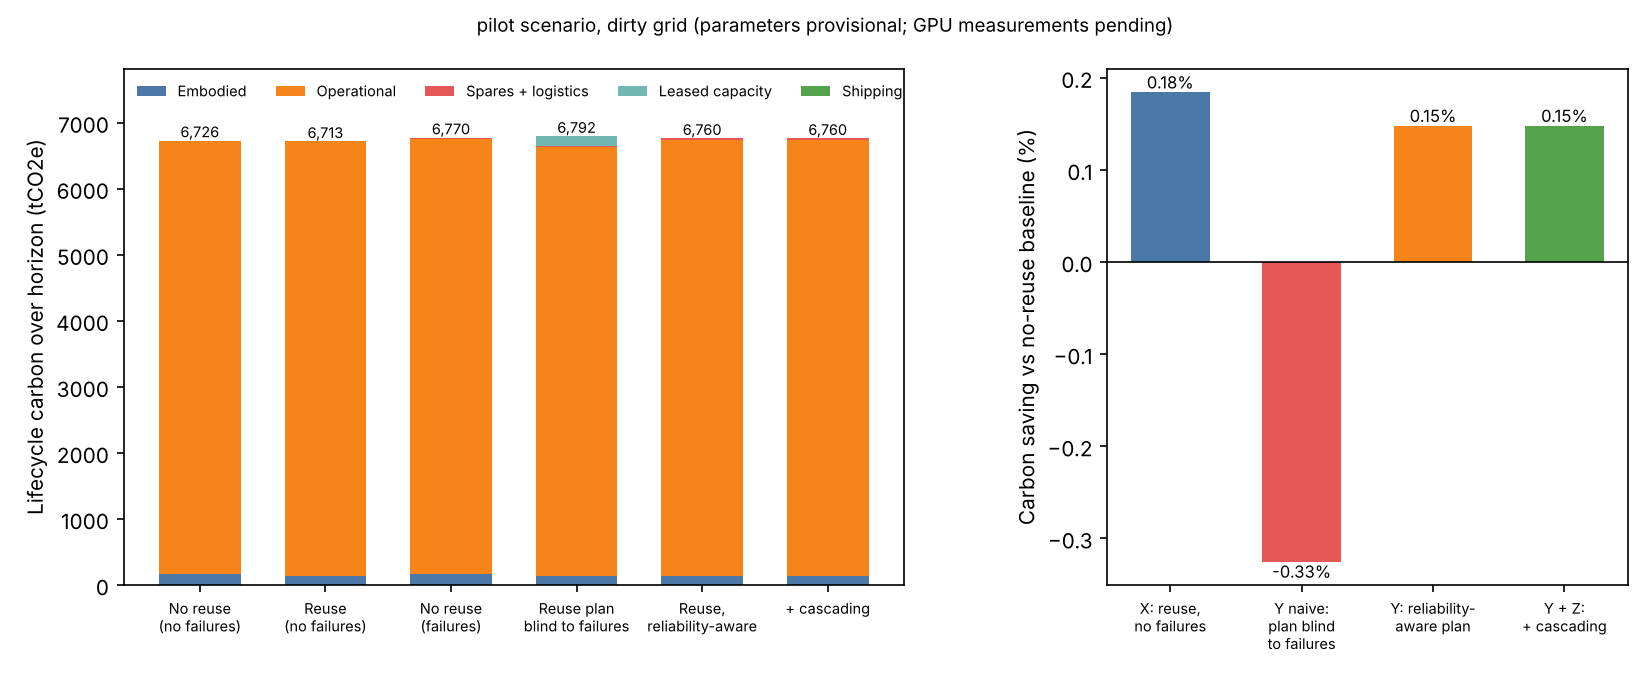 pilot scenario, dirty grid (parameters provisional; GPU measurements pending)
Lifecycle carbon over horizon (tCO2e)
Embodied
Operational
Spares + logistics
Leased capacity
Shipping
7000
6000
5000
4000
3000
2000
1000
0
6,726
6,713
6,770
6,792
6,760
6,760
No reuse
(no failures)
Reuse
(no failures)
No reuse
(failures)
Reuse plan
blind to failures
Reuse,
reliability-aware
+ cascading
Carbon saving vs no-reuse baseline (%)
0.2
0.1
0.0
−0.1
−0.2
−0.3
0.18%
−0.33%
0.15%
0.15%
X: reuse,
no failures
Y naive:
plan blind
to failures
Y: reliability-
aware plan
Y + Z:
+ cascading